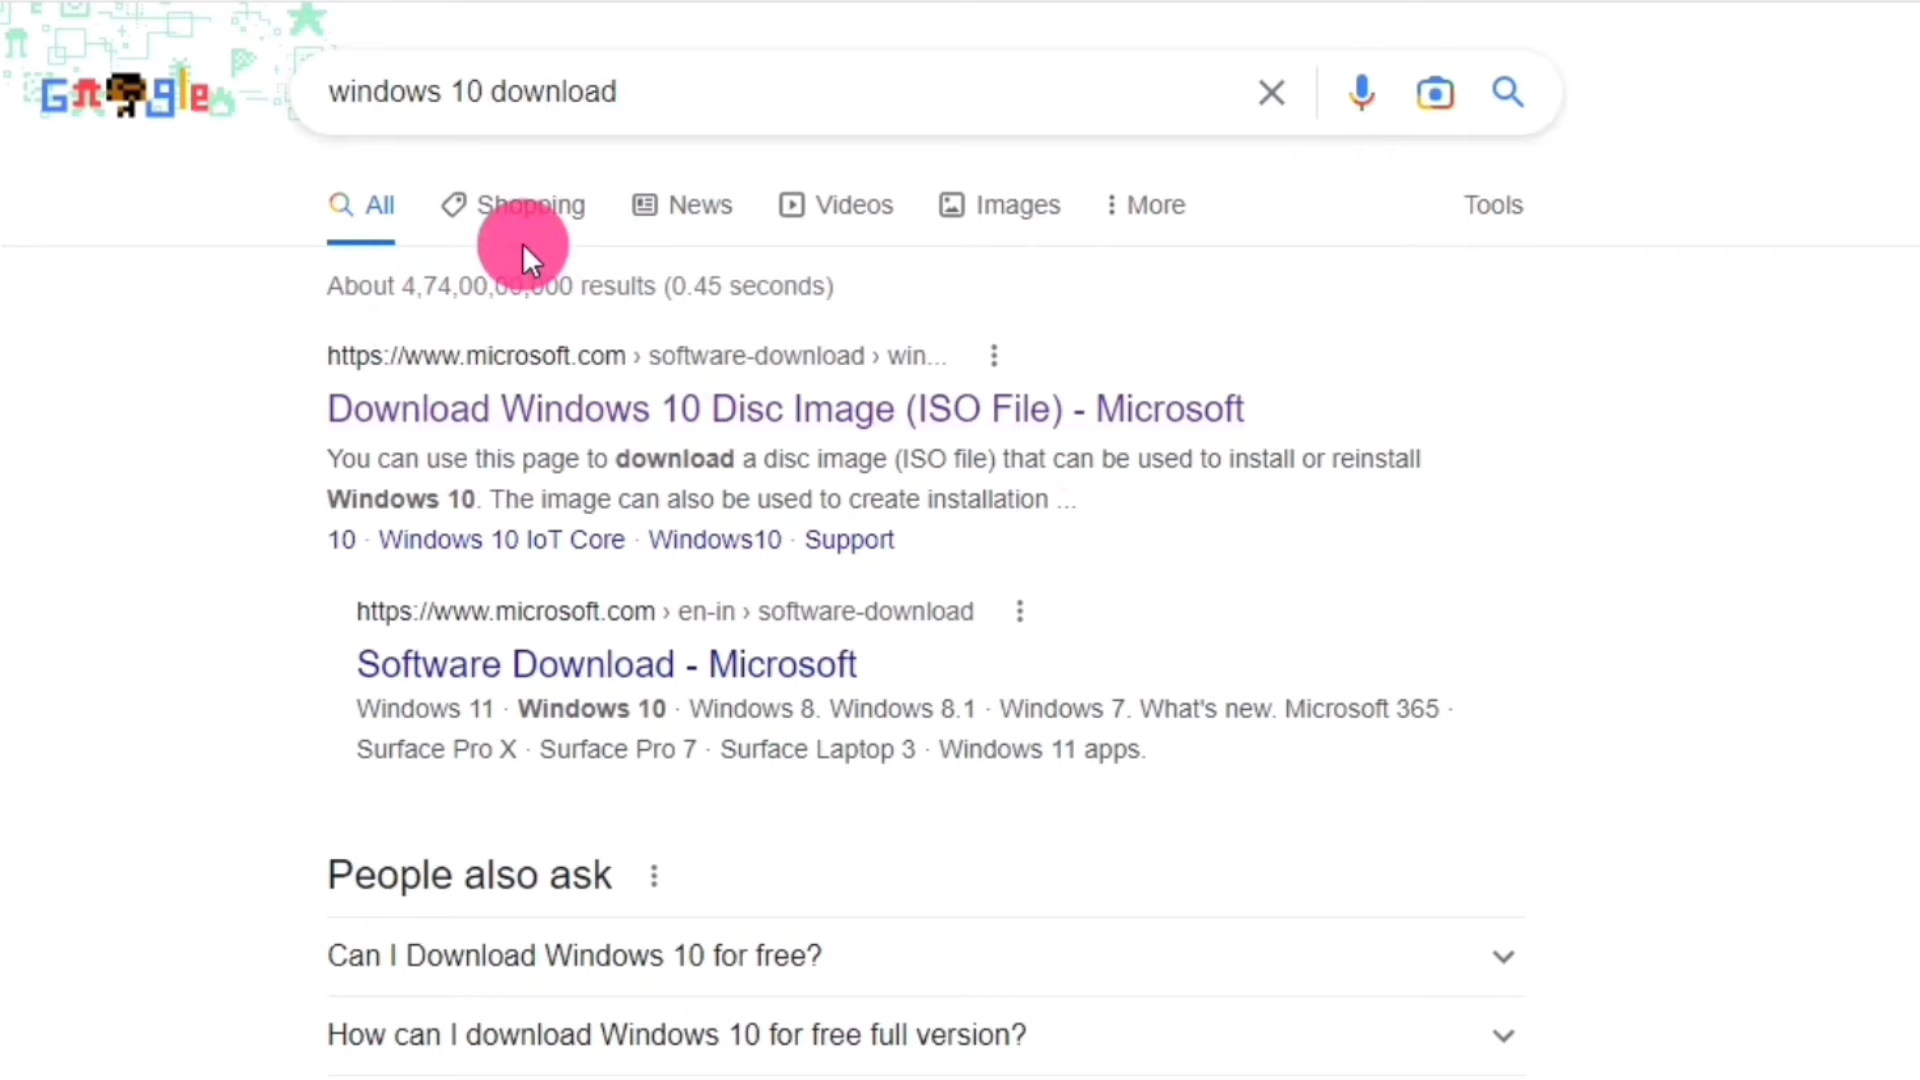 Google
windows 10 download
All Shopping News Videos Images More Tools
About 4,74,00,00,000 results (0.45 seconds)
https://www.microsoft.com › software-download › win...
Download Windows 10 Disc Image (ISO File) - Microsoft
You can use this page to download a disc image (ISO file) that can be used to install or reinstall
Windows 10. The image can also be used to create installation ...
10 · Windows 10 IoT Core · Windows10 · Support
https://www.microsoft.com › en-in › software-download
Software Download - Microsoft
Windows 11 · Windows 10 · Windows 8. Windows 8.1 · Windows 7. What's new. Microsoft 365 ·
Surface Pro X · Surface Pro 7 · Surface Laptop 3 · Windows 11 apps.
People also ask
Can I Download Windows 10 for free?
How can I download Windows 10 for free full version?